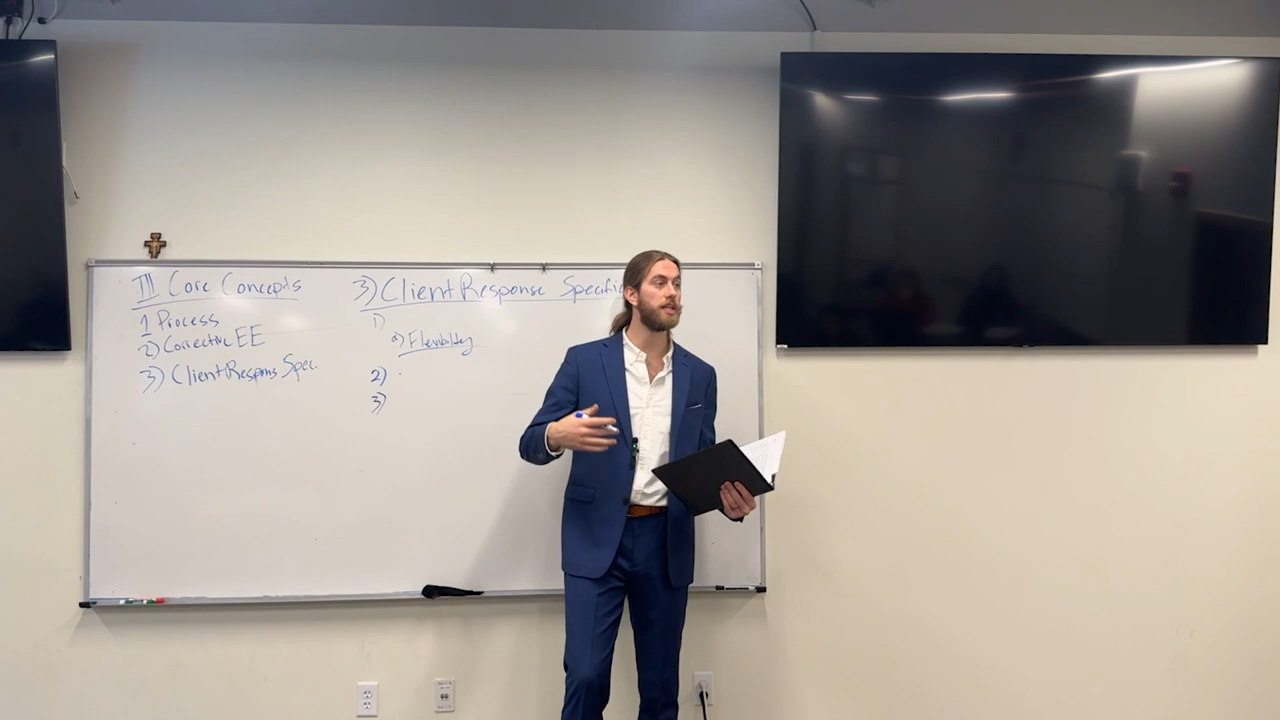 III Core Concepts
1 Process
2) Corrective EE
3) Client Respons Spec.
3) Client Response Specific
1)
a) Flexibility
2)
3)